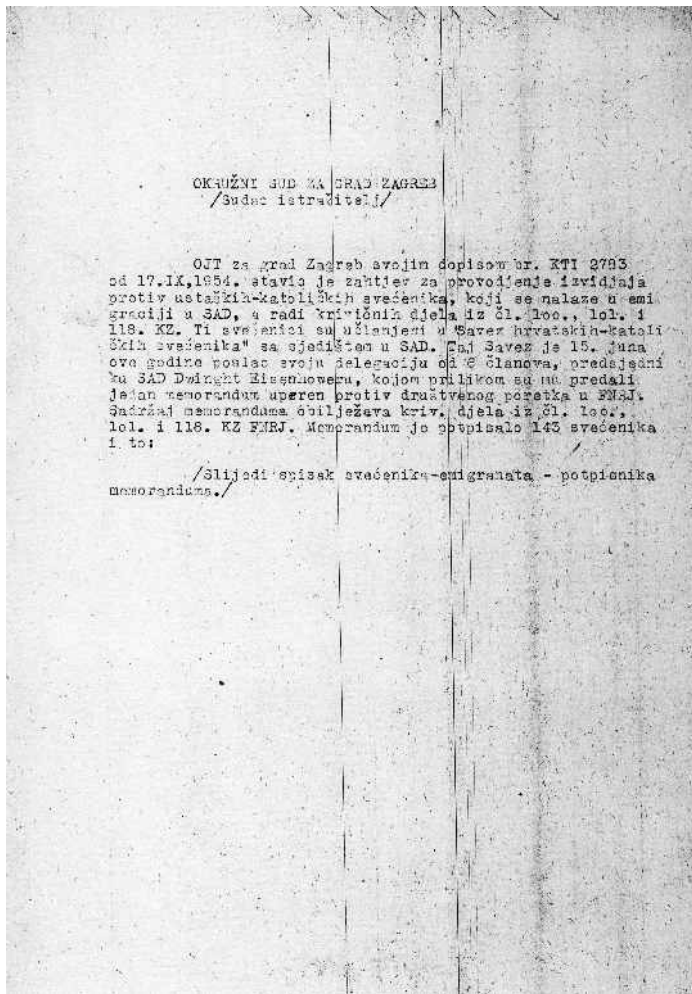 OKRUŽNI SUD ZA GRAD ZAGREB
/Sudac istražitelj/
OJT za grad Zagreb svojim dopisom br. KTI 2783
od 17.IX.1954. stavio je zahtjev za provodjenje izvidjaja
protiv ustaških-katoličkih svećenika, koji se nalaze u emi
graciji u SAD, a radi krivičnih djela iz čl. loo., lol. i
118. KZ. Ti svećenici su učlanjeni u "Savez hrvatskih-katoli
čkih svećenika" sa sjedištem u SAD. Taj Savez je 15. juna
ove godine poslao svoju delegaciju od 6 članova, predsjedni
ku SAD Dwinght Eisenhoweru, kojom prilikom su mu predali
jedan memorandum uperen protiv društvenog poretka u FNRJ.
Sadržaj memoranduma obilježava kriv. djela iz čl. loo.,
lol. i 118. KZ FNRJ. Memorandum je potpisalo 143 svećenika
i to:
/Slijedi spisak svećenika-emigranata - potpisnika
memoranduma./